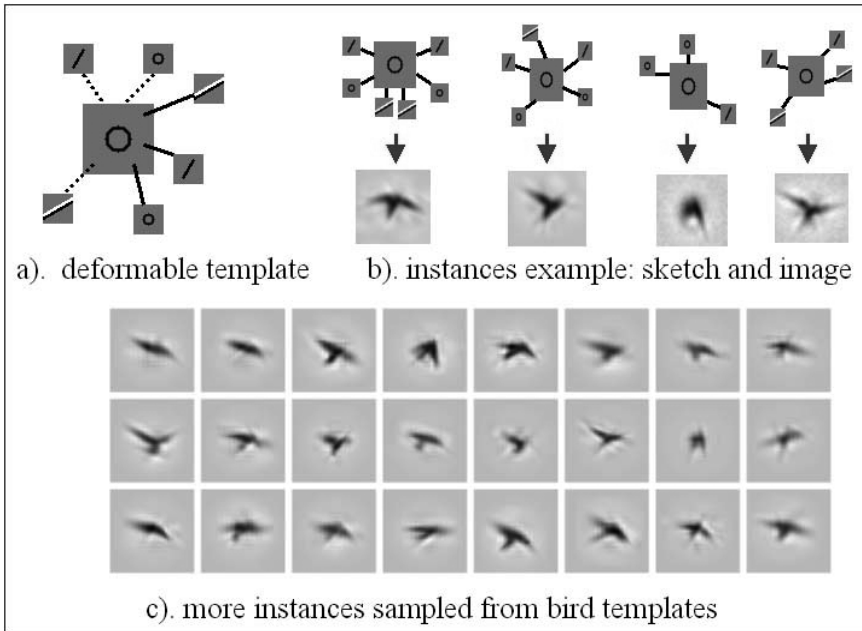 a). deformable template
b). instances example: sketch and image
c). more instances sampled from bird templates